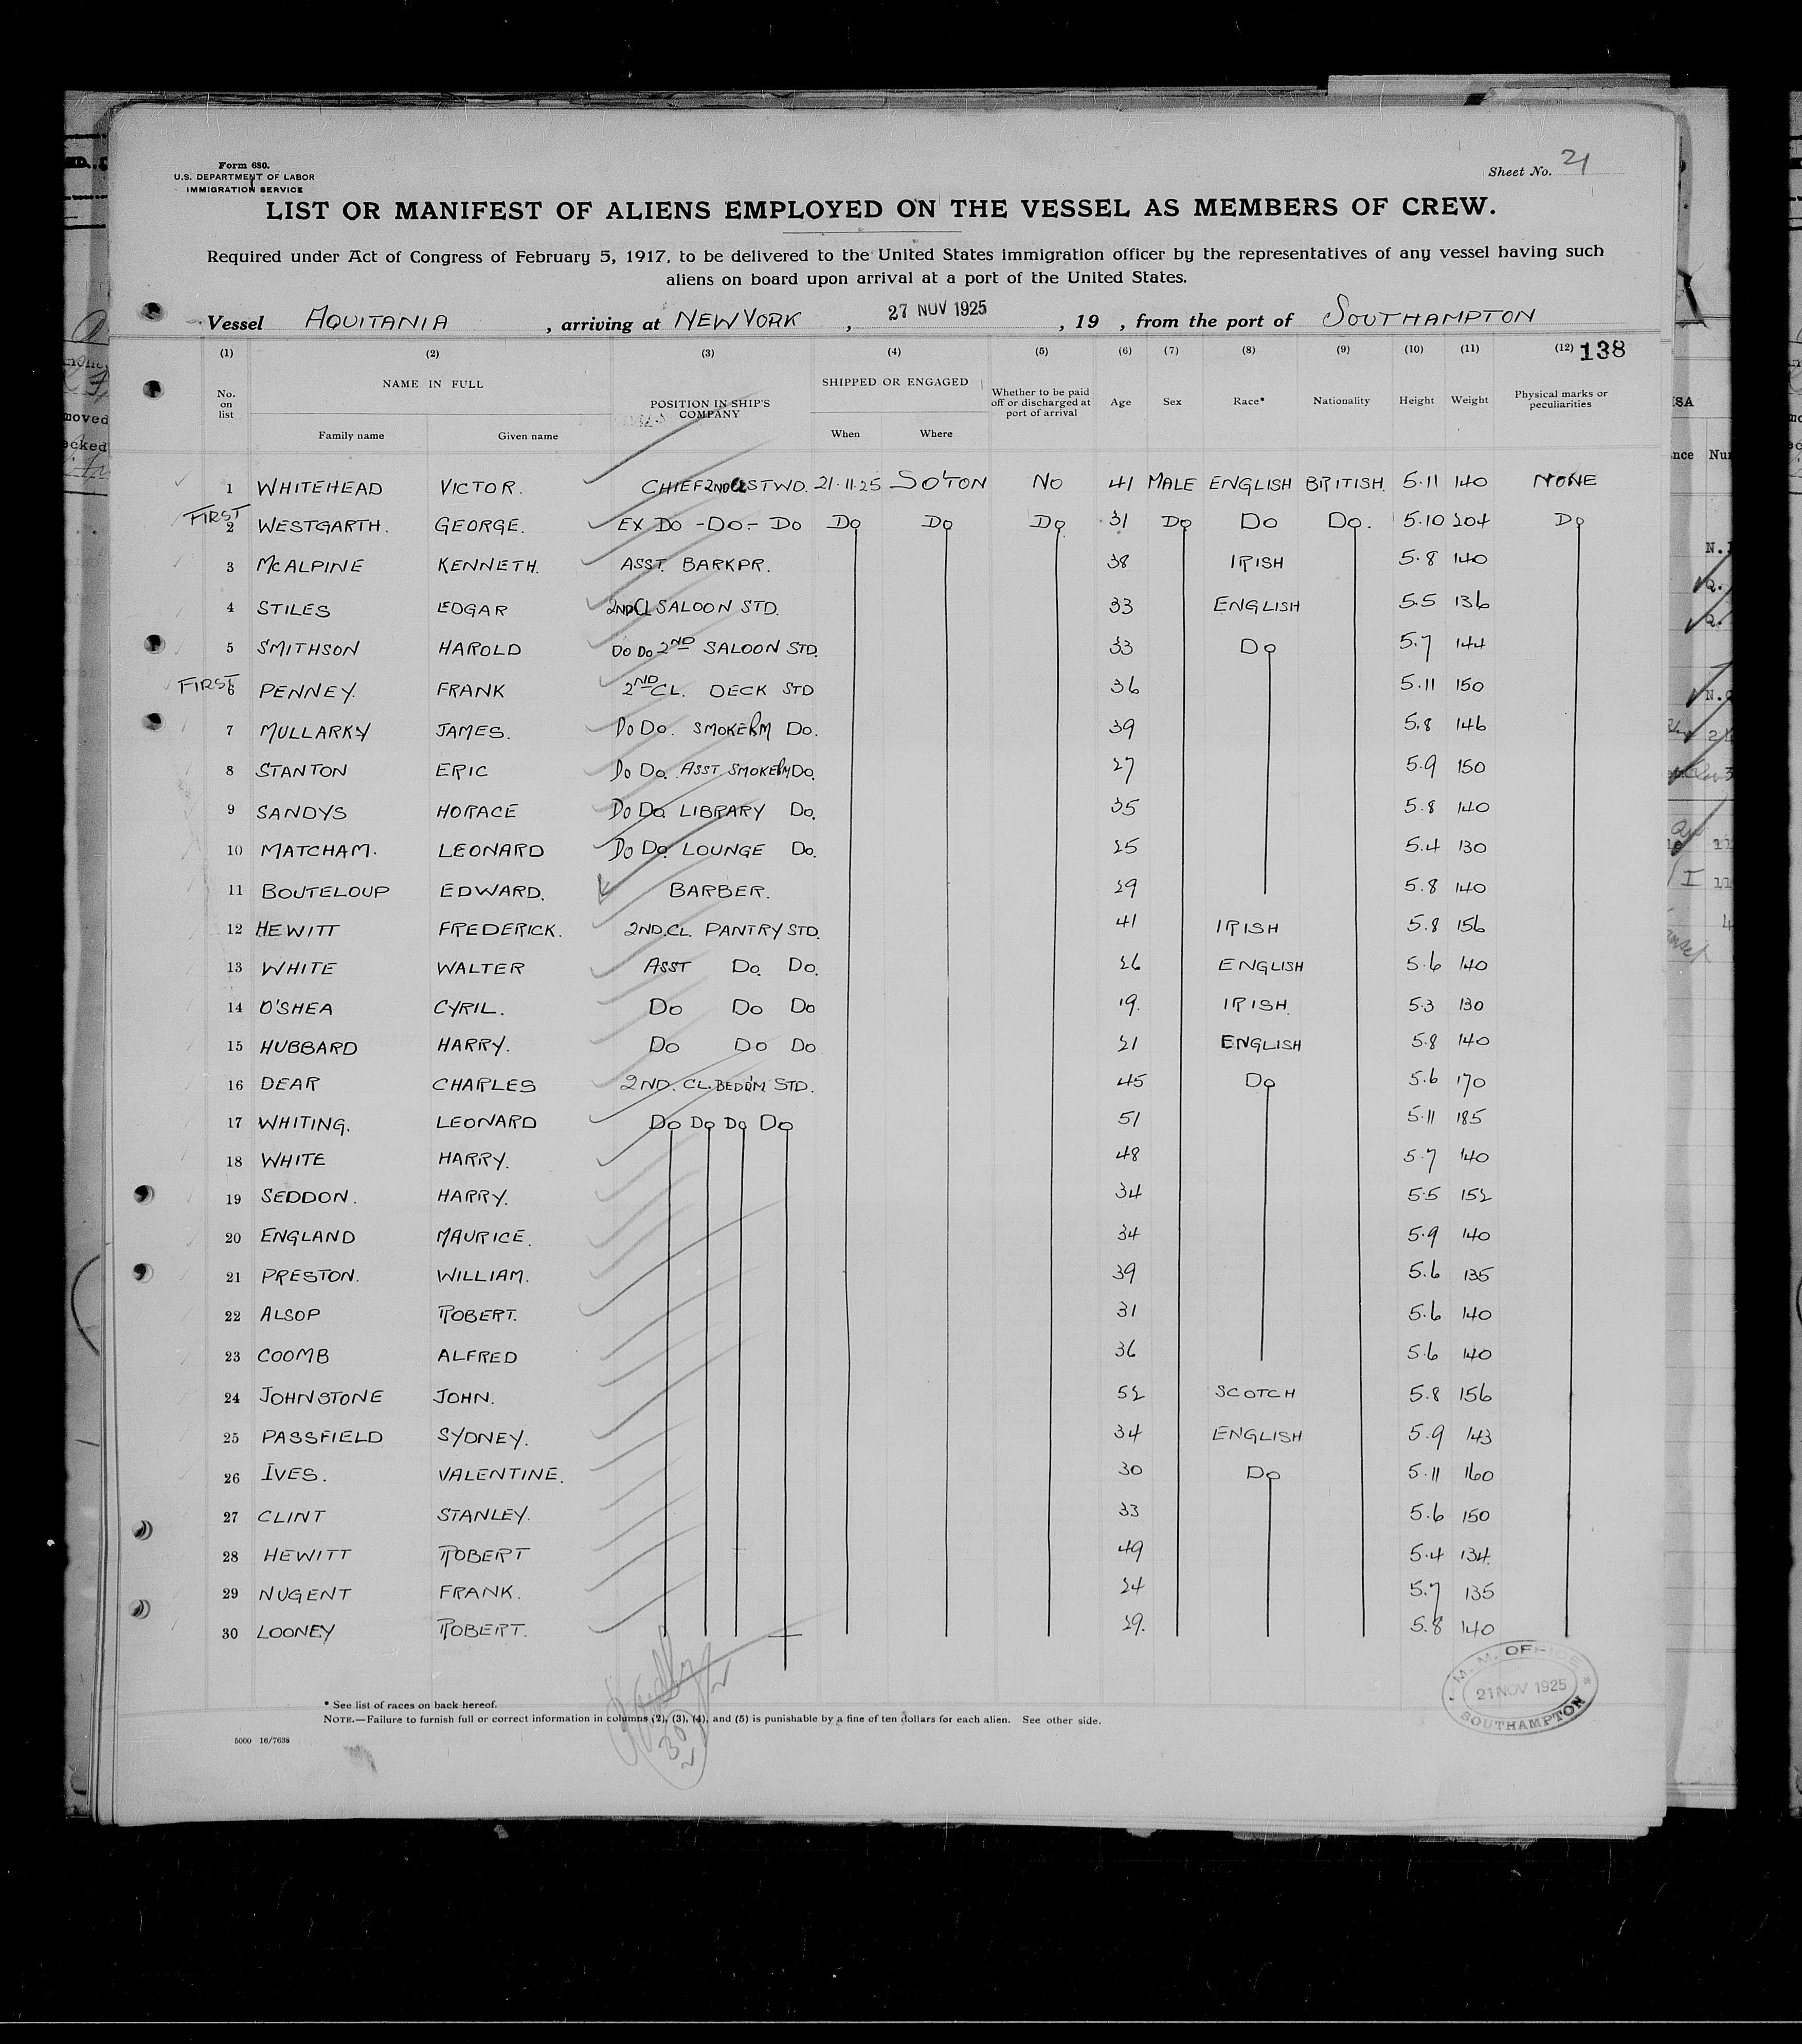 Form 680.
U.S. DEPARTMENT OF LABOR
IMMIGRATION SERVICE
Sheet No. 21
LIST OR MANIFEST OF ALIENS EMPLOYED ON THE VESSEL AS MEMBERS OF CREW.
Required under Act of Congress of February 5, 1917, to be delivered to the United States immigration officer by the representatives of any vessel having such
aliens on board upon arrival at a port of the United States.
Vessel AQUITANIA , arriving at NEW YORK , 27 NOV 1925 , 19 , from the port of SOUTHAMPTON
(1) (2) (3) (4) (5) (6) (7) (8) (9) (10) (11) (12) 138
No. on list NAME IN FULL Family name Given name POSITION IN SHIP'S COMPANY SHIPPED OR ENGAGED When Where Whether to be paid off or discharged at port of arrival Age Sex Race* Nationality Height Weight Physical marks or peculiarities
1 WHITEHEAD VICTOR. CHIEF 2ND CL STWD. 21.11.25 SO'TON NO 41 MALE ENGLISH BRITISH. 5.11 140 NONE
FIRST
2 WESTGARTH. GEORGE. EX DO -DO- DO DO DO DO 31 DO DO DO. 5.10 204 DO
3 McALPINE KENNETH. ASST. BARKPR. 38 IRISH 5.8 140
4 STILES EDGAR 2ND CL SALOON STD. 33 ENGLISH 5.5 136
5 SMITHSON HAROLD DO DO 2ND SALOON STD. 33 DO 5.7 144
FIRST
6 PENNEY. FRANK 2ND CL. DECK STD 36 5.11 150
7 MULLARKY JAMES. DO DO. SMOKERM DO. 39 5.8 146
8 STANTON ERIC DO DO. ASST SMOKERM DO. 27 5.9 150
9 SANDYS HORACE DO DO LIBRARY DO. 35 5.8 140
10 MATCHAM. LEONARD DO DO. LOUNGE DO. 25 5.4 130
11 BOUTELOUP EDWARD. BARBER. 29 5.8 140
12 HEWITT FREDERICK. 2ND.CL. PANTRY STD. 41 IRISH 5.8 156
13 WHITE WALTER ASST DO. DO. 26 ENGLISH 5.6 140
14 O'SHEA CYRIL. DO DO DO 19. IRISH. 5.3 130
15 HUBBARD HARRY. DO DO DO 21 ENGLISH 5.8 140
16 DEAR CHARLES 2ND. CL. BEDR'M STD. 45 DO 5.6 170
17 WHITING. LEONARD DO DO DO DO 51 5.11 185
18 WHITE HARRY. 48 5.7 140
19 SEDDON. HARRY. 34 5.5 152
20 ENGLAND MAURICE. 34 5.9 140
21 PRESTON. WILLIAM. 39 5.6 135
22 ALSOP ROBERT. 31 5.6 140
23 COOMB ALFRED 36 5.6 140
24 JOHNSTONE JOHN. 52 SCOTCH 5.8 156
25 PASSFIELD SYDNEY. 34 ENGLISH 5.9 143
26 IVES. VALENTINE. 30 DO 5.11 160
27 CLINT STANLEY. 33 5.6 150
28 HEWITT ROBERT 49 5.4 134.
29 NUGENT FRANK. 24 5.7 135
30 LOONEY ROBERT. 29. 5.8 140
M. M. OFFICE
21 NOV 1925
SOUTHAMPTON
* See list of races on back hereof.
NOTE.—Failure to furnish full or correct information in columns (2), (3), (4), and (5) is punishable by a fine of ten dollars for each alien. See other side.
5000 16/7638